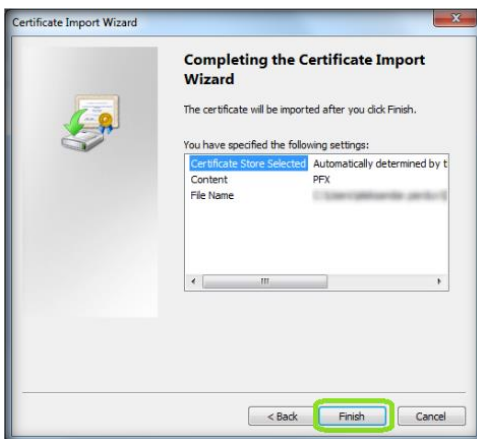 Certificate Import Wizard
Completing the Certificate Import
Wizard
The certificate will be imported after you click Finish.
You have specified the following settings:
Certificate Store Selected Automatically determined by t
Content PFX
File Name
< Back Finish Cancel